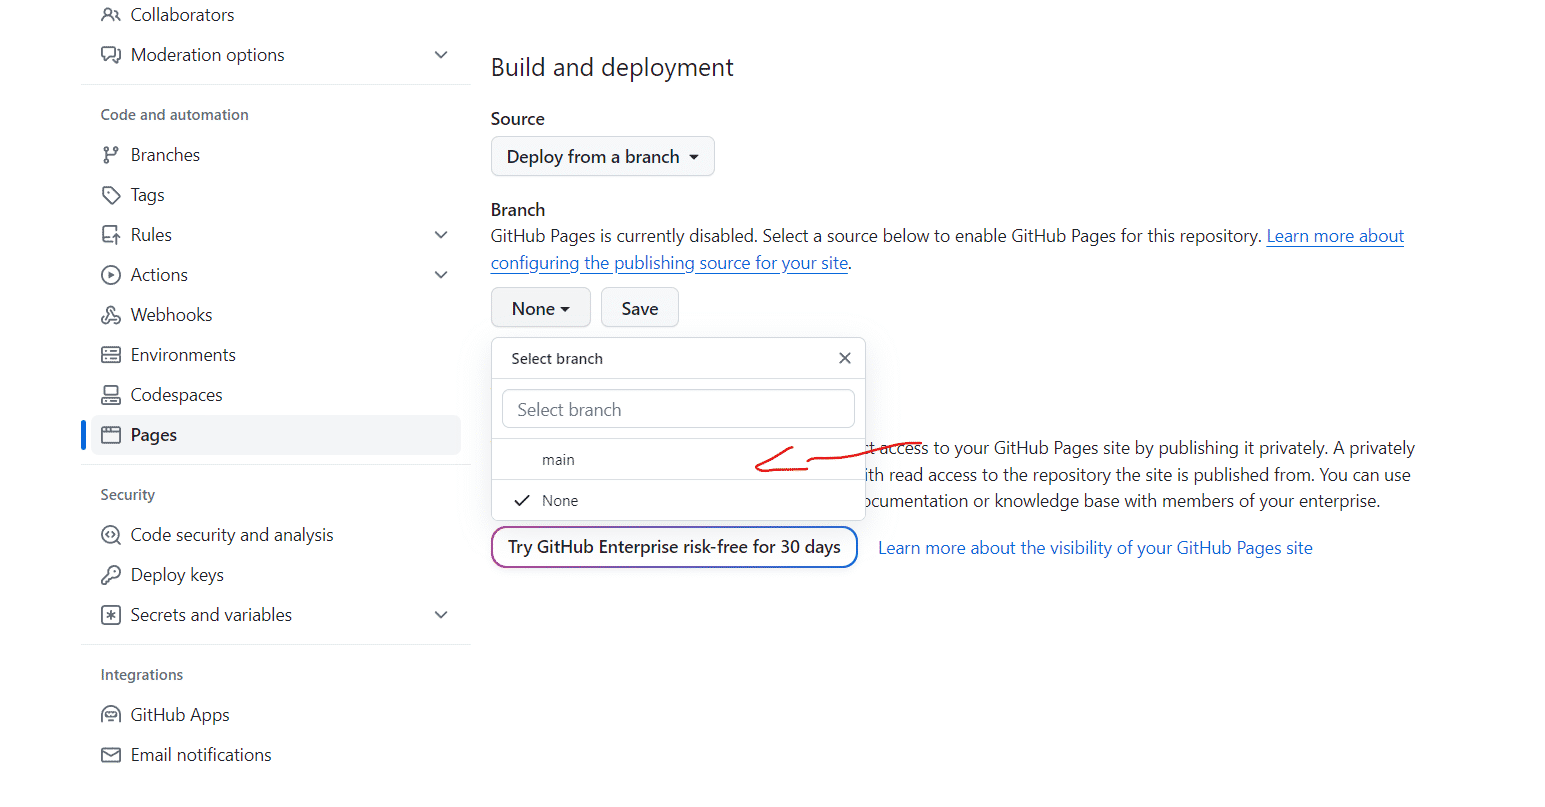 Collaborators
Moderation options
Code and automation
Branches
Tags
Rules
Actions
Webhooks
Environments
Codespaces
Pages
Security
Code security and analysis
Deploy keys
Secrets and variables
Integrations
GitHub Apps
Email notifications
Build and deployment
Source
Deploy from a branch
Branch
GitHub Pages is currently disabled. Select a source below to enable GitHub Pages for this repository. Learn more about
configuring the publishing source for your site.
None Save
Select branch
Select branch
main
None
access to your GitHub Pages site by publishing it privately. A privately
with read access to the repository the site is published from. You can use
documentation or knowledge base with members of your enterprise.
Try GitHub Enterprise risk-free for 30 days Learn more about the visibility of your GitHub Pages site